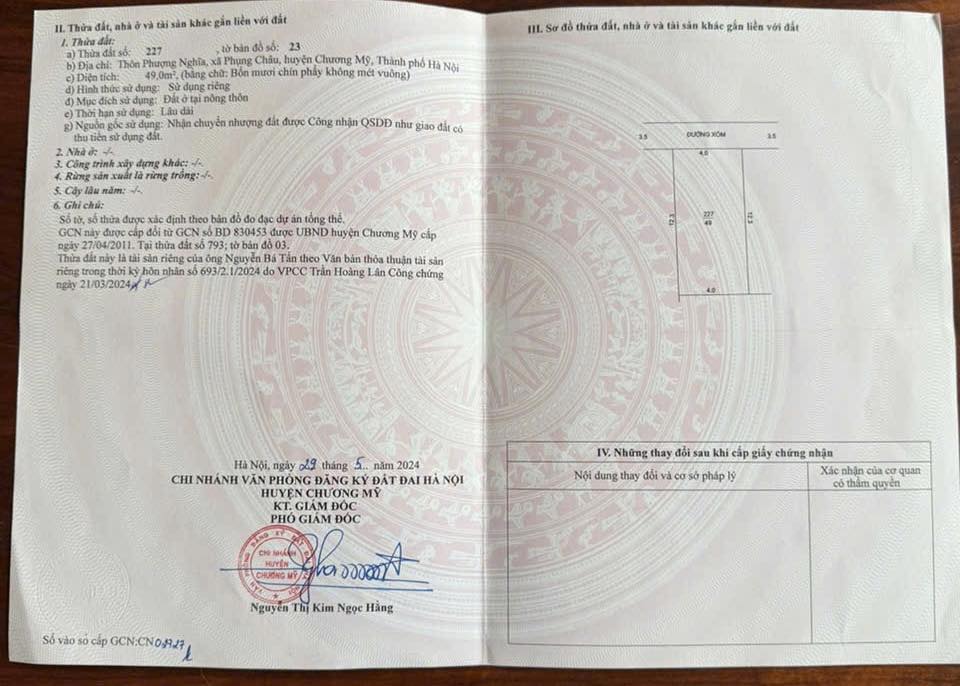 II. Thửa đất, nhà ở và tài sản khác gắn liền với đất
1. Thửa đất:
a) Thửa đất số: 227 , tờ bản đồ số: 23
b) Địa chỉ: Thôn Phượng Nghĩa, xã Phụng Châu, huyện Chương Mỹ, Thành phố Hà Nội
c) Diện tích: 49,0m², (bằng chữ: Bốn mươi chín phẩy không mét vuông)
d) Hình thức sử dụng: Sử dụng riêng
đ) Mục đích sử dụng: Đất ở tại nông thôn
e) Thời hạn sử dụng: Lâu dài
g) Nguồn gốc sử dụng: Nhận chuyển nhượng đất được Công nhận QSDĐ như giao đất có
thu tiền sử dụng đất.
2. Nhà ở: -/-.
3. Công trình xây dựng khác: -/-.
4. Rừng sản xuất là rừng trồng: -/-.
5. Cây lâu năm: -/-.
6. Ghi chú:
Số tờ, số thửa được xác định theo bản đồ đo đạc dự án tổng thể.
GCN này được cấp đổi từ GCN số BD 830453 được UBND huyện Chương Mỹ cấp
ngày 27/04/2011. Tại thửa đất số 793; tờ bản đồ 03.
Thửa đất này là tài sản riêng của ông Nguyễn Bá Tần theo Văn bản thỏa thuận tài sản
riêng trong thời kỳ hôn nhân số 693/2.1/2024 do VPCC Trần Hoàng Lân Công chứng
ngày 21/03/2024
Hà Nội, ngày 29 tháng 5 năm 2024
CHI NHÁNH VĂN PHÒNG ĐĂNG KÝ ĐẤT ĐAI HÀ NỘI
HUYỆN CHƯƠNG MỸ
KT. GIÁM ĐỐC
PHÓ GIÁM ĐỐC
CHI NHÁNH
HUYỆN
CHƯƠNG MỸ
Nguyễn Thị Kim Ngọc Hằng
Số vào sổ cấp GCN:CN
III. Sơ đồ thửa đất, nhà ở và tài sản khác gắn liền với đất
3.5 ĐƯỜNG XÓM 3.5
4.0
12.3 227 12.3
49
4.0
IV. Những thay đổi sau khi cấp giấy chứng nhận
Nội dung thay đổi và cơ sở pháp lý
Xác nhận của cơ quan
có thẩm quyền